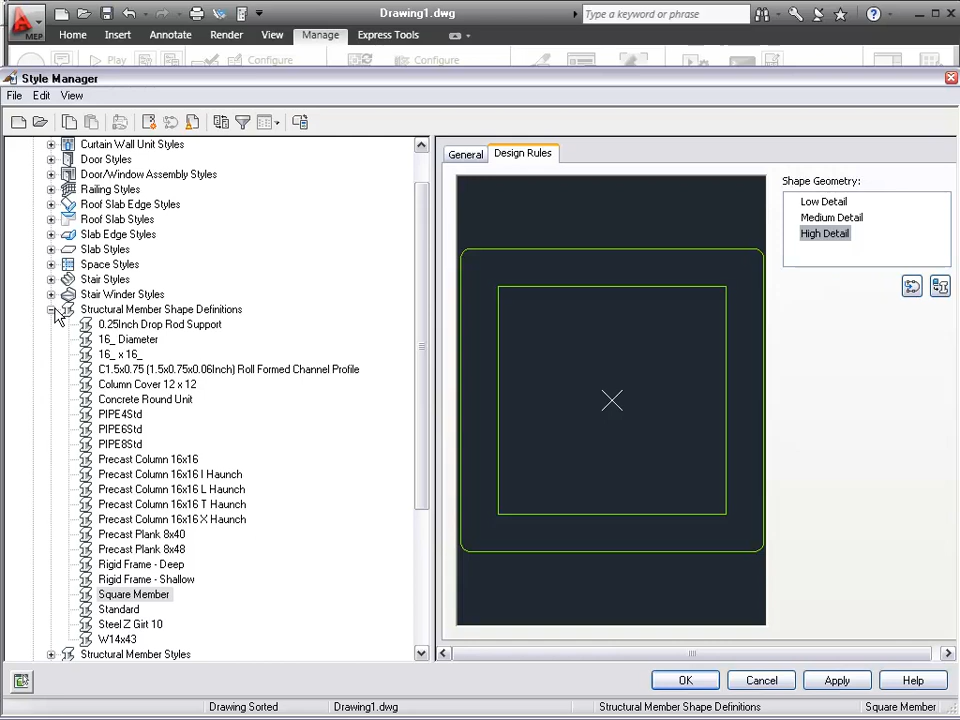 Drawing1.dwg
Type a keyword or phrase
MEP
Home Insert Annotate Render View Manage Express Tools
Play Configure Configure
Style Manager
File Edit View
Curtain Wall Unit Styles
Door Styles
Door/Window Assembly Styles
Railing Styles
Roof Slab Edge Styles
Roof Slab Styles
Slab Edge Styles
Slab Styles
Space Styles
Stair Styles
Stair Winder Styles
Structural Member Shape Definitions
0.25Inch Drop Rod Support
16_ Diameter
16_ x 16_
C1.5x0.75 (1.5x0.75x0.06Inch) Roll Formed Channel Profile
Column Cover 12 x 12
Concrete Round Unit
PIPE4Std
PIPE6Std
PIPE8Std
Precast Column 16x16
Precast Column 16x16 I Haunch
Precast Column 16x16 L Haunch
Precast Column 16x16 T Haunch
Precast Column 16x16 X Haunch
Precast Plank 8x40
Precast Plank 8x48
Rigid Frame - Deep
Rigid Frame - Shallow
Square Member
Standard
Steel Z Girt 10
W14x43
Structural Member Styles
General Design Rules
Shape Geometry:
Low Detail
Medium Detail
High Detail
OK Cancel Apply Help
Drawing Sorted Drawing1.dwg Structural Member Shape Definitions Square Member